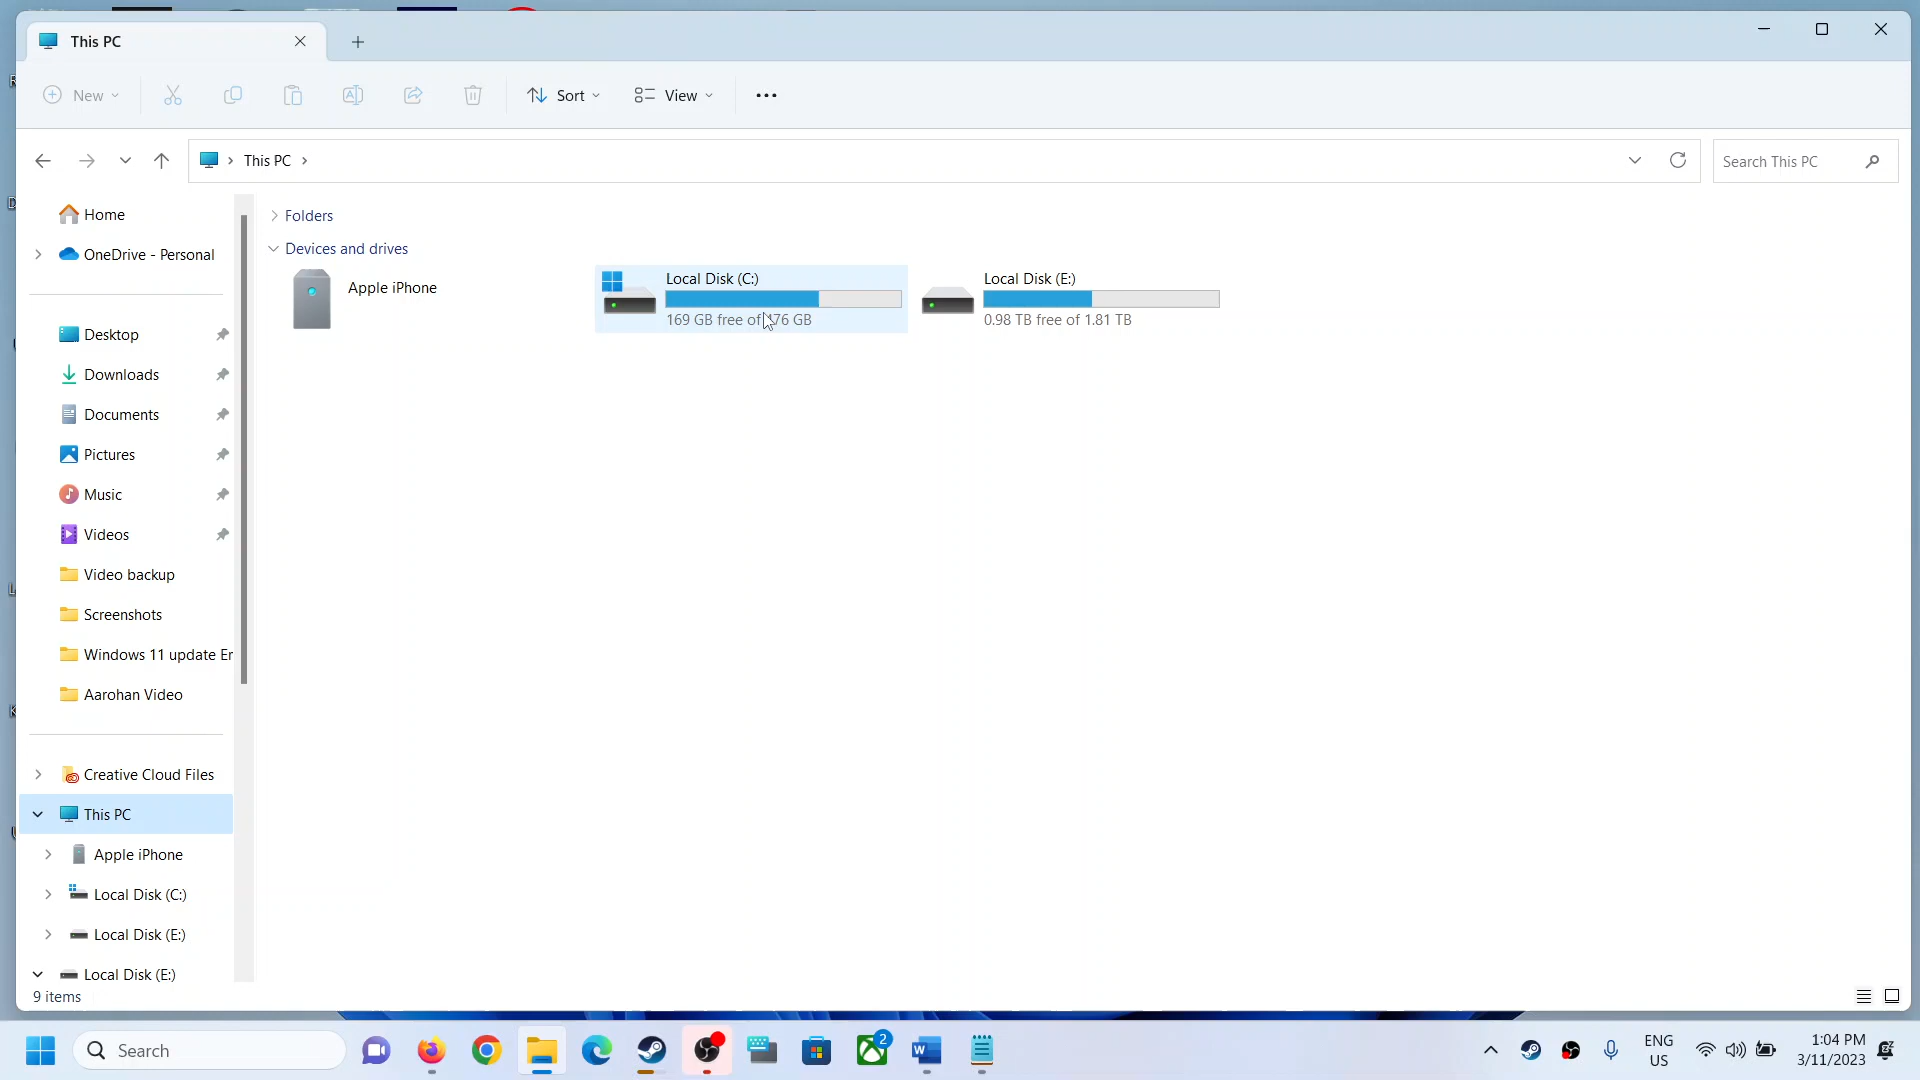 This PC
New
Sort
View
This PC
Search This PC
Home
OneDrive - Personal
Desktop
Downloads
Documents
Pictures
Music
Videos
Video backup
Screenshots
Windows 11 update Er
Aarohan Video
Creative Cloud Files
This PC
Apple iPhone
Local Disk (C:)
Local Disk (E:)
Local Disk (E:)
9 items
Folders
Devices and drives
Apple iPhone
Local Disk (C:)
169 GB free of 476 GB
Local Disk (E:)
0.98 TB free of 1.81 TB
Search
2
ENG
US
1:04 PM
3/11/2023